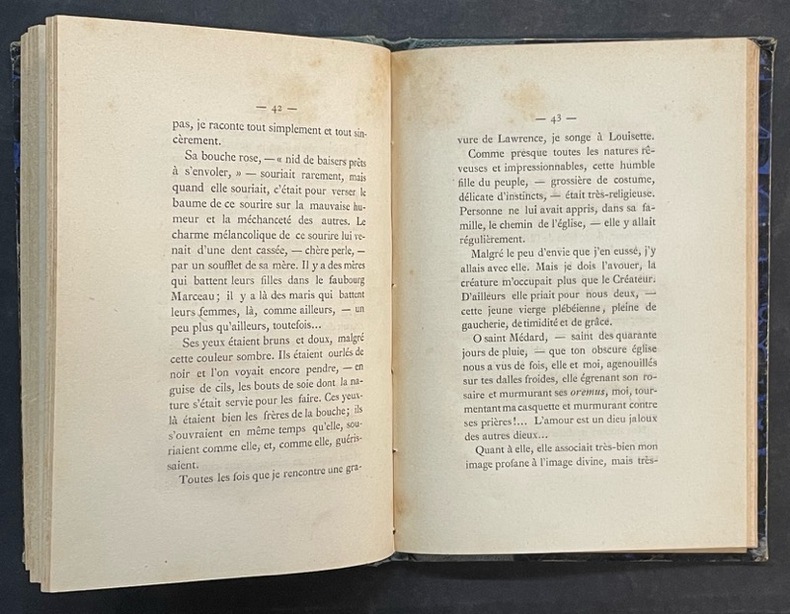 — 42 —
pas, je raconte tout simplement et tout sin-
cèrement.
Sa bouche rose, — « nid de baisers prêts
à s'envoler, » — souriait rarement, mais
quand elle souriait, c'était pour verser le
baume de ce sourire sur la mauvaise hu-
meur et la méchanceté des autres. Le
charme mélancolique de ce sourire lui ve-
nait d'une dent cassée, — chère perle, —
par un soufflet de sa mère. Il y a des mères
qui battent leurs filles dans le faubourg
Marceau ; il y a là des maris qui battent
leurs femmes, là, comme ailleurs, — un
peu plus qu'ailleurs, toutefois...
Ses yeux étaient bruns et doux, malgré
cette couleur sombre. Ils étaient ourlés de
noir et l'on voyait encore pendre, — en
guise de cils, les bouts de soie dont la na-
ture s'était servie pour les faire. Ces yeux-
là étaient bien les frères de la bouche ; ils
s'ouvraient en même temps qu'elle, sou-
riaient comme elle, et, comme elle, guéris-
saient.
Toutes les fois que je rencontre une gra-
— 43 —
vure de Lawrence, je songe à Louisette.
Comme presque toutes les natures rê-
veuses et impressionnables, cette humble
fille du peuple, — grossière de costume,
délicate d'instincts, — était très-religieuse.
Personne ne lui avait appris, dans sa fa-
mille, le chemin de l'église, — elle y allait
régulièrement.
Malgré le peu d'envie que j'en eussé, j'y
allais avec elle. Mais je dois l'avouer, la
créature m'occupait plus que le Créateur.
D'ailleurs elle priait pour nous deux, —
cette jeune vierge plébéienne, pleine de
gaucherie, de timidité et de grâce.
O saint Médard, — saint des quarante
jours de pluie, — que ton obscure église
nous a vus de fois, elle et moi, agenouillés
sur tes dalles froides, elle égrenant son ro-
saire et murmurant ses oremus, moi, tour-
mentant ma casquette et murmurant contre
ses prières !... L'amour est un dieu jaloux
des autres dieux...
Quant à elle, elle associait très-bien mon
image profane à l'image divine, mais très-